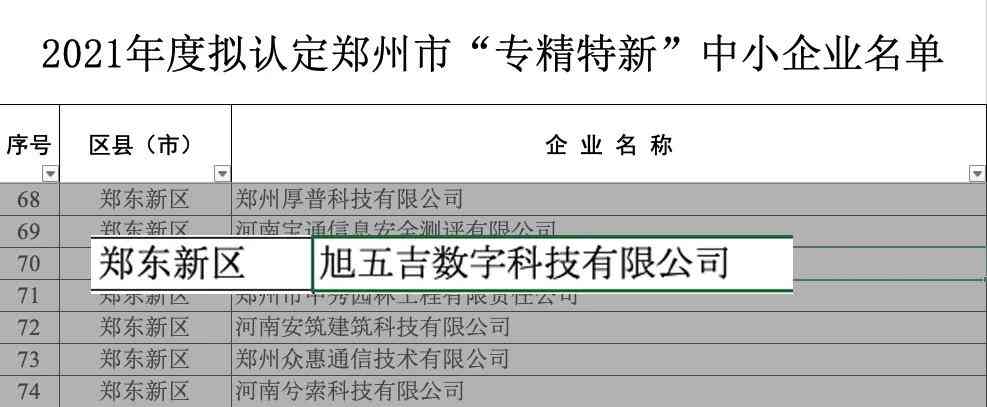 2021年度拟认定郑州市“专精特新”中小企业名单
序号 区县（市） 企 业 名 称
68 郑东新区 郑州厚普科技有限公司
69 郑东新区 河南宝通信息安全测评有限公司
70 郑东新区 旭五吉数字科技有限公司
71 郑东新区 郑州市中秀园林工程有限责任公司
72 郑东新区 河南安筑建筑科技有限公司
73 郑东新区 郑州众惠通信技术有限公司
74 郑东新区 河南兮索科技有限公司